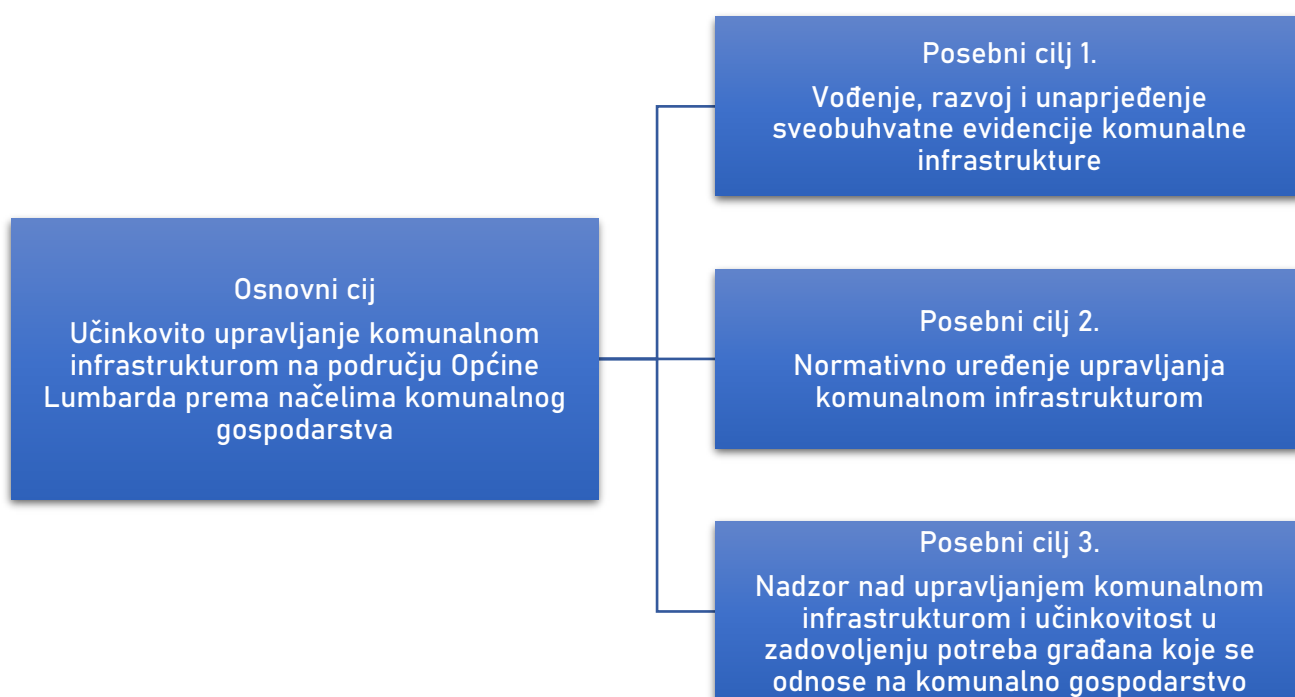 Osnovni cij
Učinkovito upravljanje komunalnom
infrastrukturom na području Općine
Lumbarda prema načelima komunalnog
gospodarstva
Posebni cilj 1.
Vođenje, razvoj i unaprjeđenje
sveobuhvatne evidencije komunalne
infrastrukture
Posebni cilj 2.
Normativno uređenje upravljanja
komunalnom infrastrukturom
Posebni cilj 3.
Nadzor nad upravljanjem komunalnom
infrastrukturom i učinkovitost u
zadovoljenju potreba građana koje se
odnose na komunalno gospodarstvo